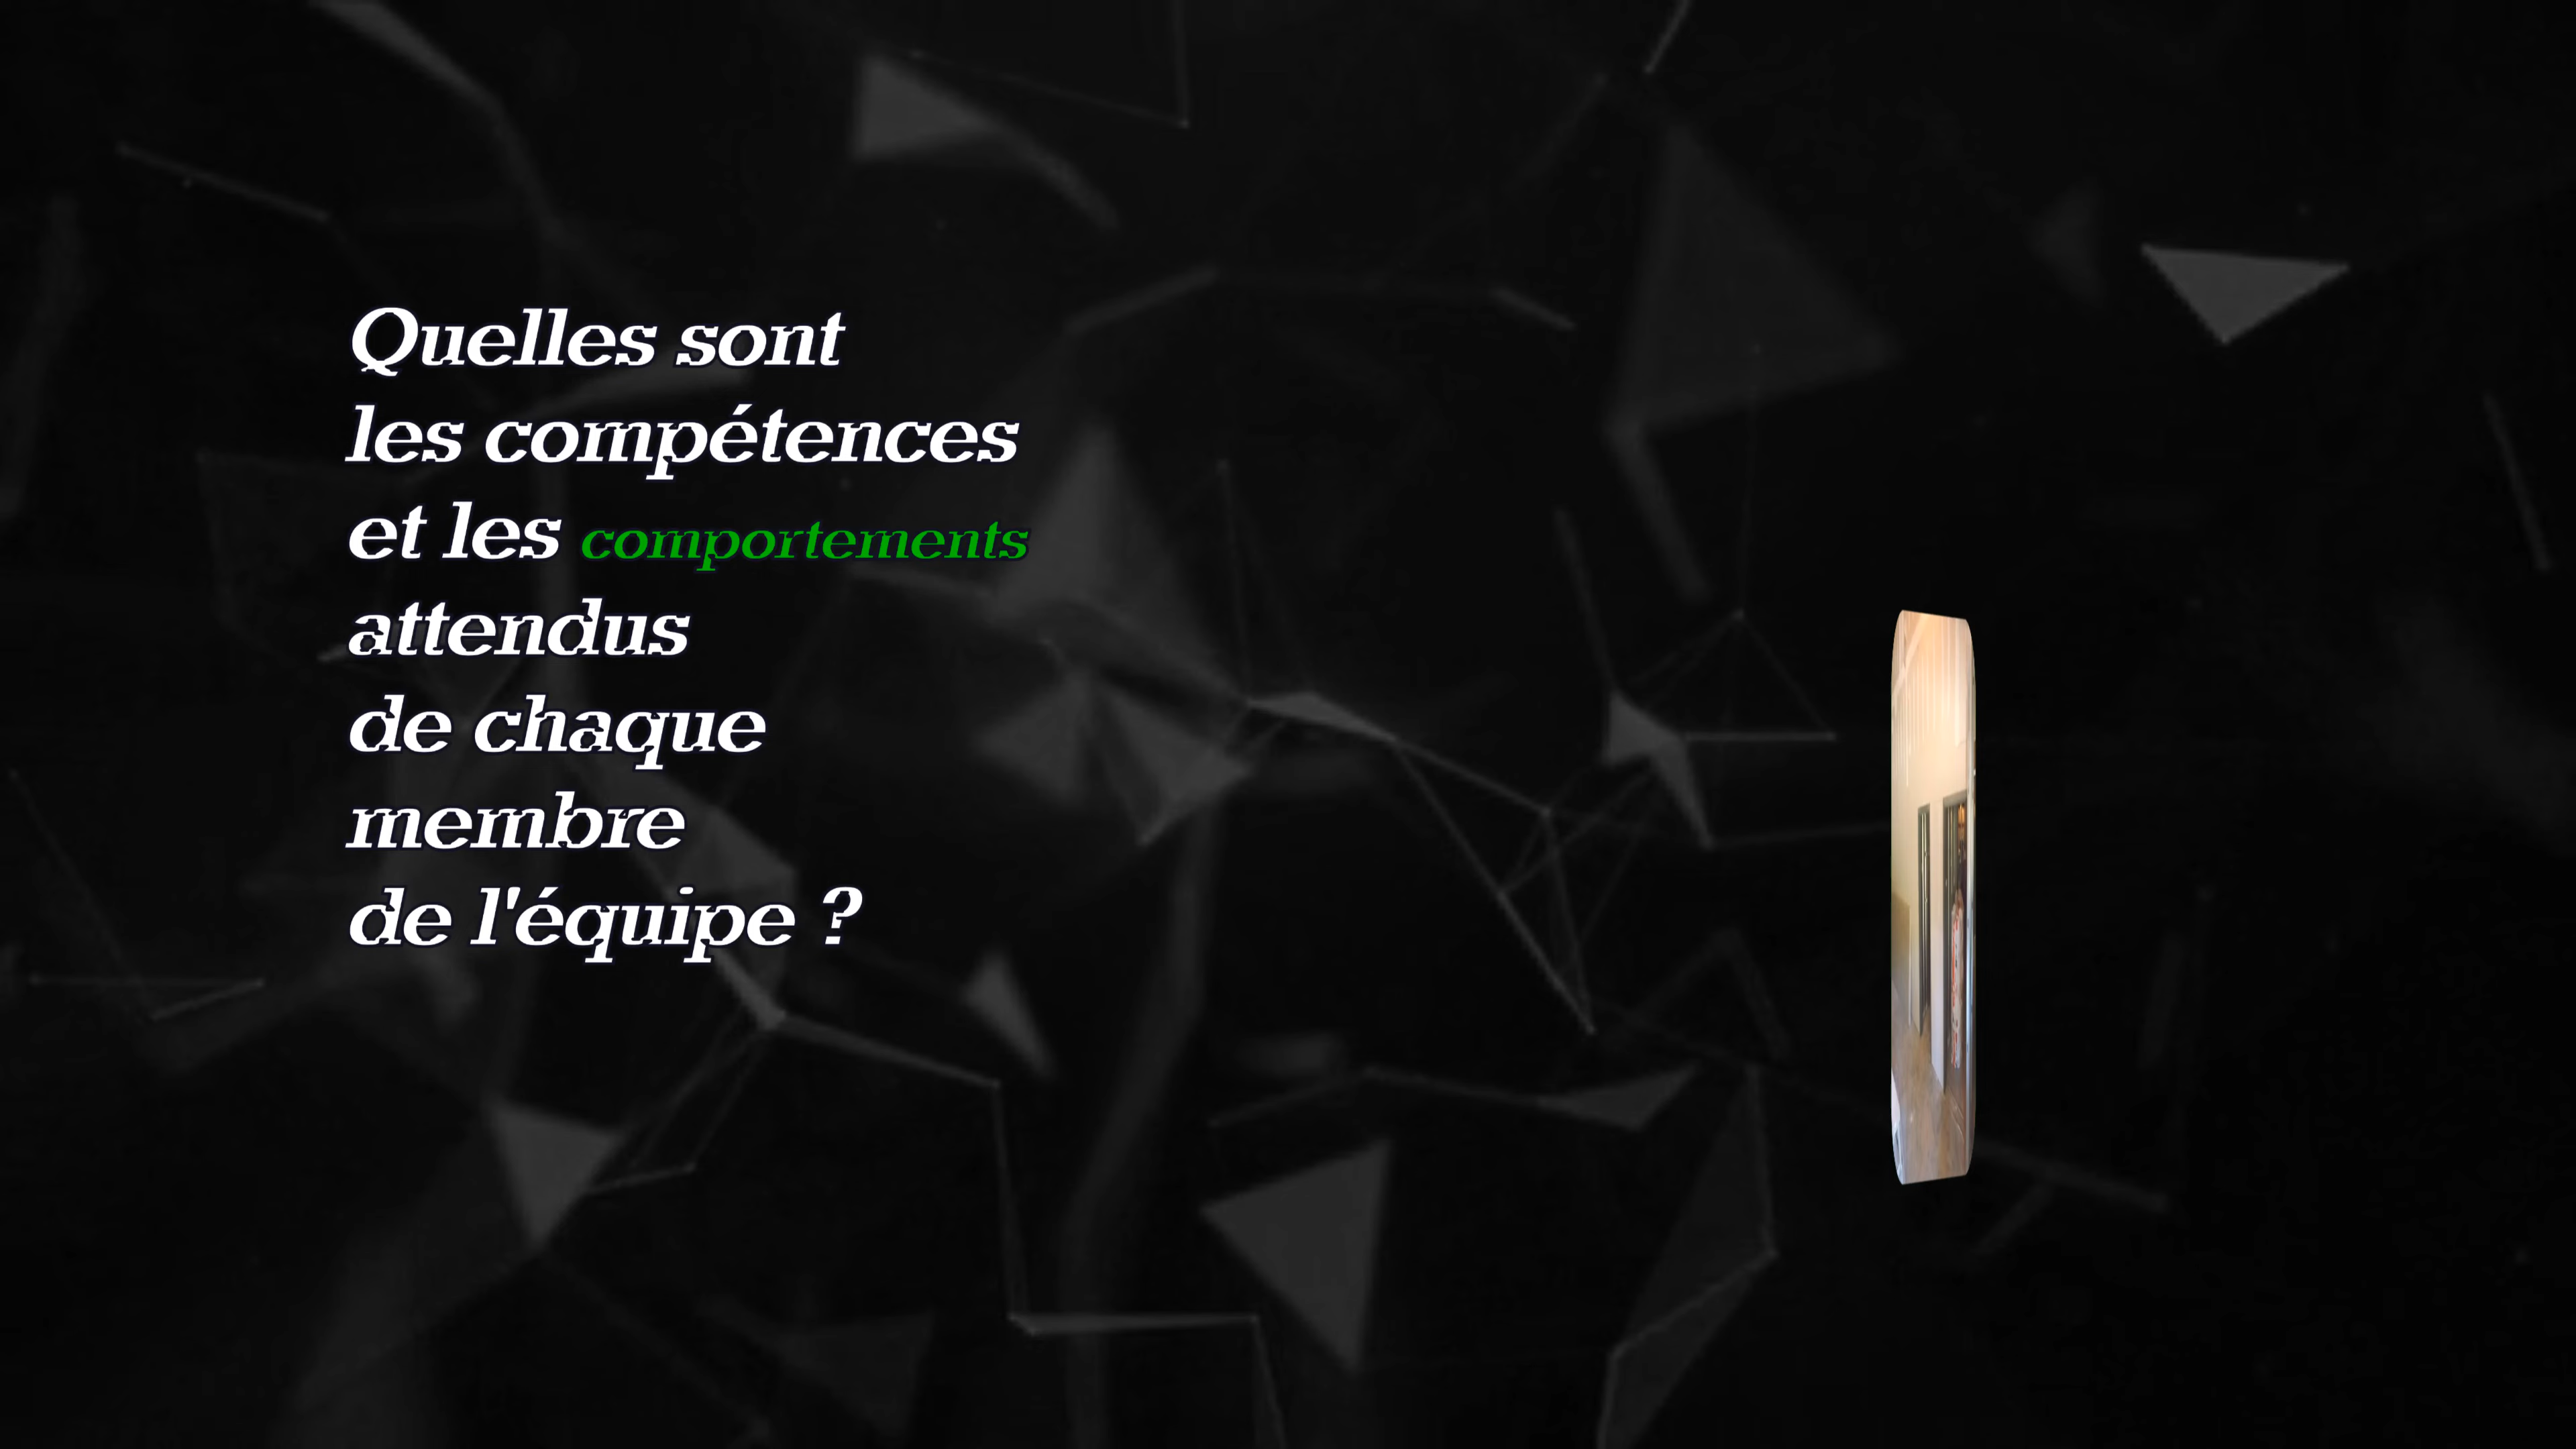 Quelles sont
les compétences
et les comportements
attendus
de chaque
membre
de l'équipe ?